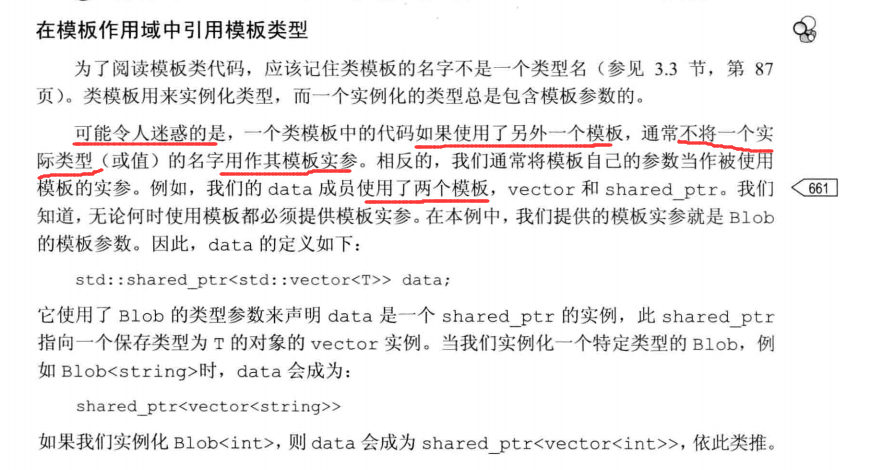 在模板作用域中引用模板类型
为了阅读模板类代码，应该记住类模板的名字不是一个类型名（参见 3.3 节，第 87
页）。类模板用来实例化类型，而一个实例化的类型总是包含模板参数的。
可能令人迷惑的是，一个类模板中的代码如果使用了另外一个模板，通常不将一个实
际类型（或值）的名字用作其模板实参。相反的，我们通常将模板自己的参数当作被使用
模板的实参。例如，我们的 data 成员使用了两个模板，vector 和 shared_ptr。我们
661
知道，无论何时使用模板都必须提供模板实参。在本例中，我们提供的模板实参就是 Blob
的模板参数。因此，data 的定义如下：
std::shared_ptr<std::vector<T>> data;
它使用了 Blob 的类型参数来声明 data 是一个 shared_ptr 的实例，此 shared_ptr
指向一个保存类型为 T 的对象的 vector 实例。当我们实例化一个特定类型的 Blob，例
如 Blob<string>时，data 会成为：
shared_ptr<vector<string>>
如果我们实例化 Blob<int>，则 data 会成为 shared_ptr<vector<int>>，依此类推。